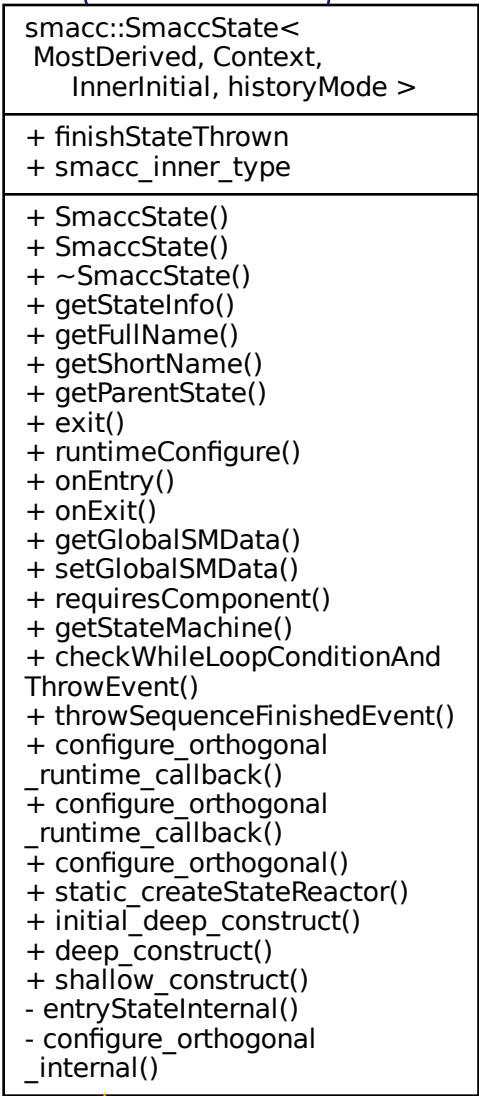 smacc::SmaccState<
MostDerived, Context,
InnerInitial, historyMode >
+ finishStateThrown
+ smacc_inner_type
+ SmaccState()
+ SmaccState()
+ ~SmaccState()
+ getStateInfo()
+ getFullName()
+ getShortName()
+ getParentState()
+ exit()
+ runtimeConfigure()
+ onEntry()
+ onExit()
+ getGlobalSMData()
+ setGlobalSMData()
+ requiresComponent()
+ getStateMachine()
+ checkWhileLoopConditionAnd
ThrowEvent()
+ throwSequenceFinishedEvent()
+ configure_orthogonal
_runtime_callback()
+ configure_orthogonal
_runtime_callback()
+ configure_orthogonal()
+ static_createStateReactor()
+ initial_deep_construct()
+ deep_construct()
+ shallow_construct()
- entryStateInternal()
- configure_orthogonal
_internal()